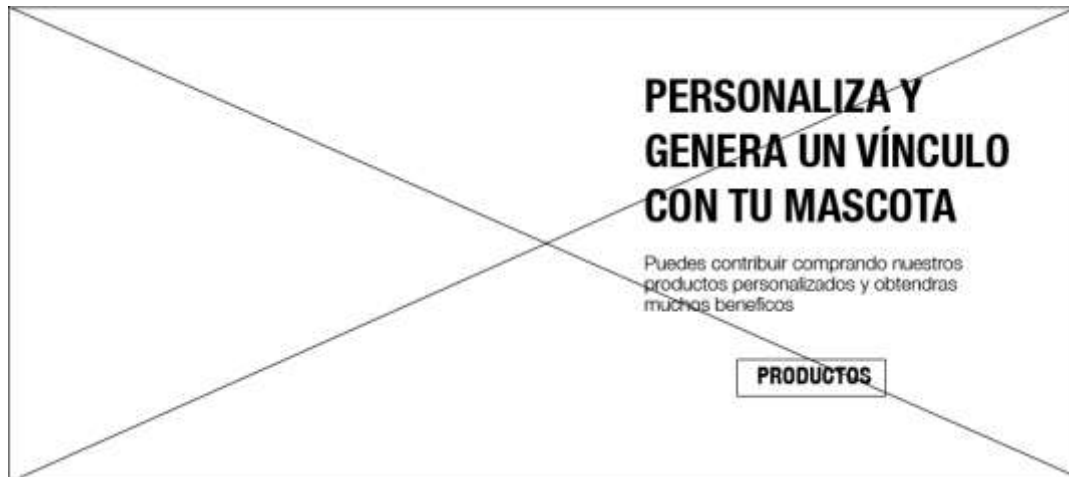 PERSONALIZA Y
GENERA UN VÍNCULO
CON TU MASCOTA
Puedes contribuir comprando nuestros
productos personalizados y obtendras
muchos beneficos
PRODUCTOS